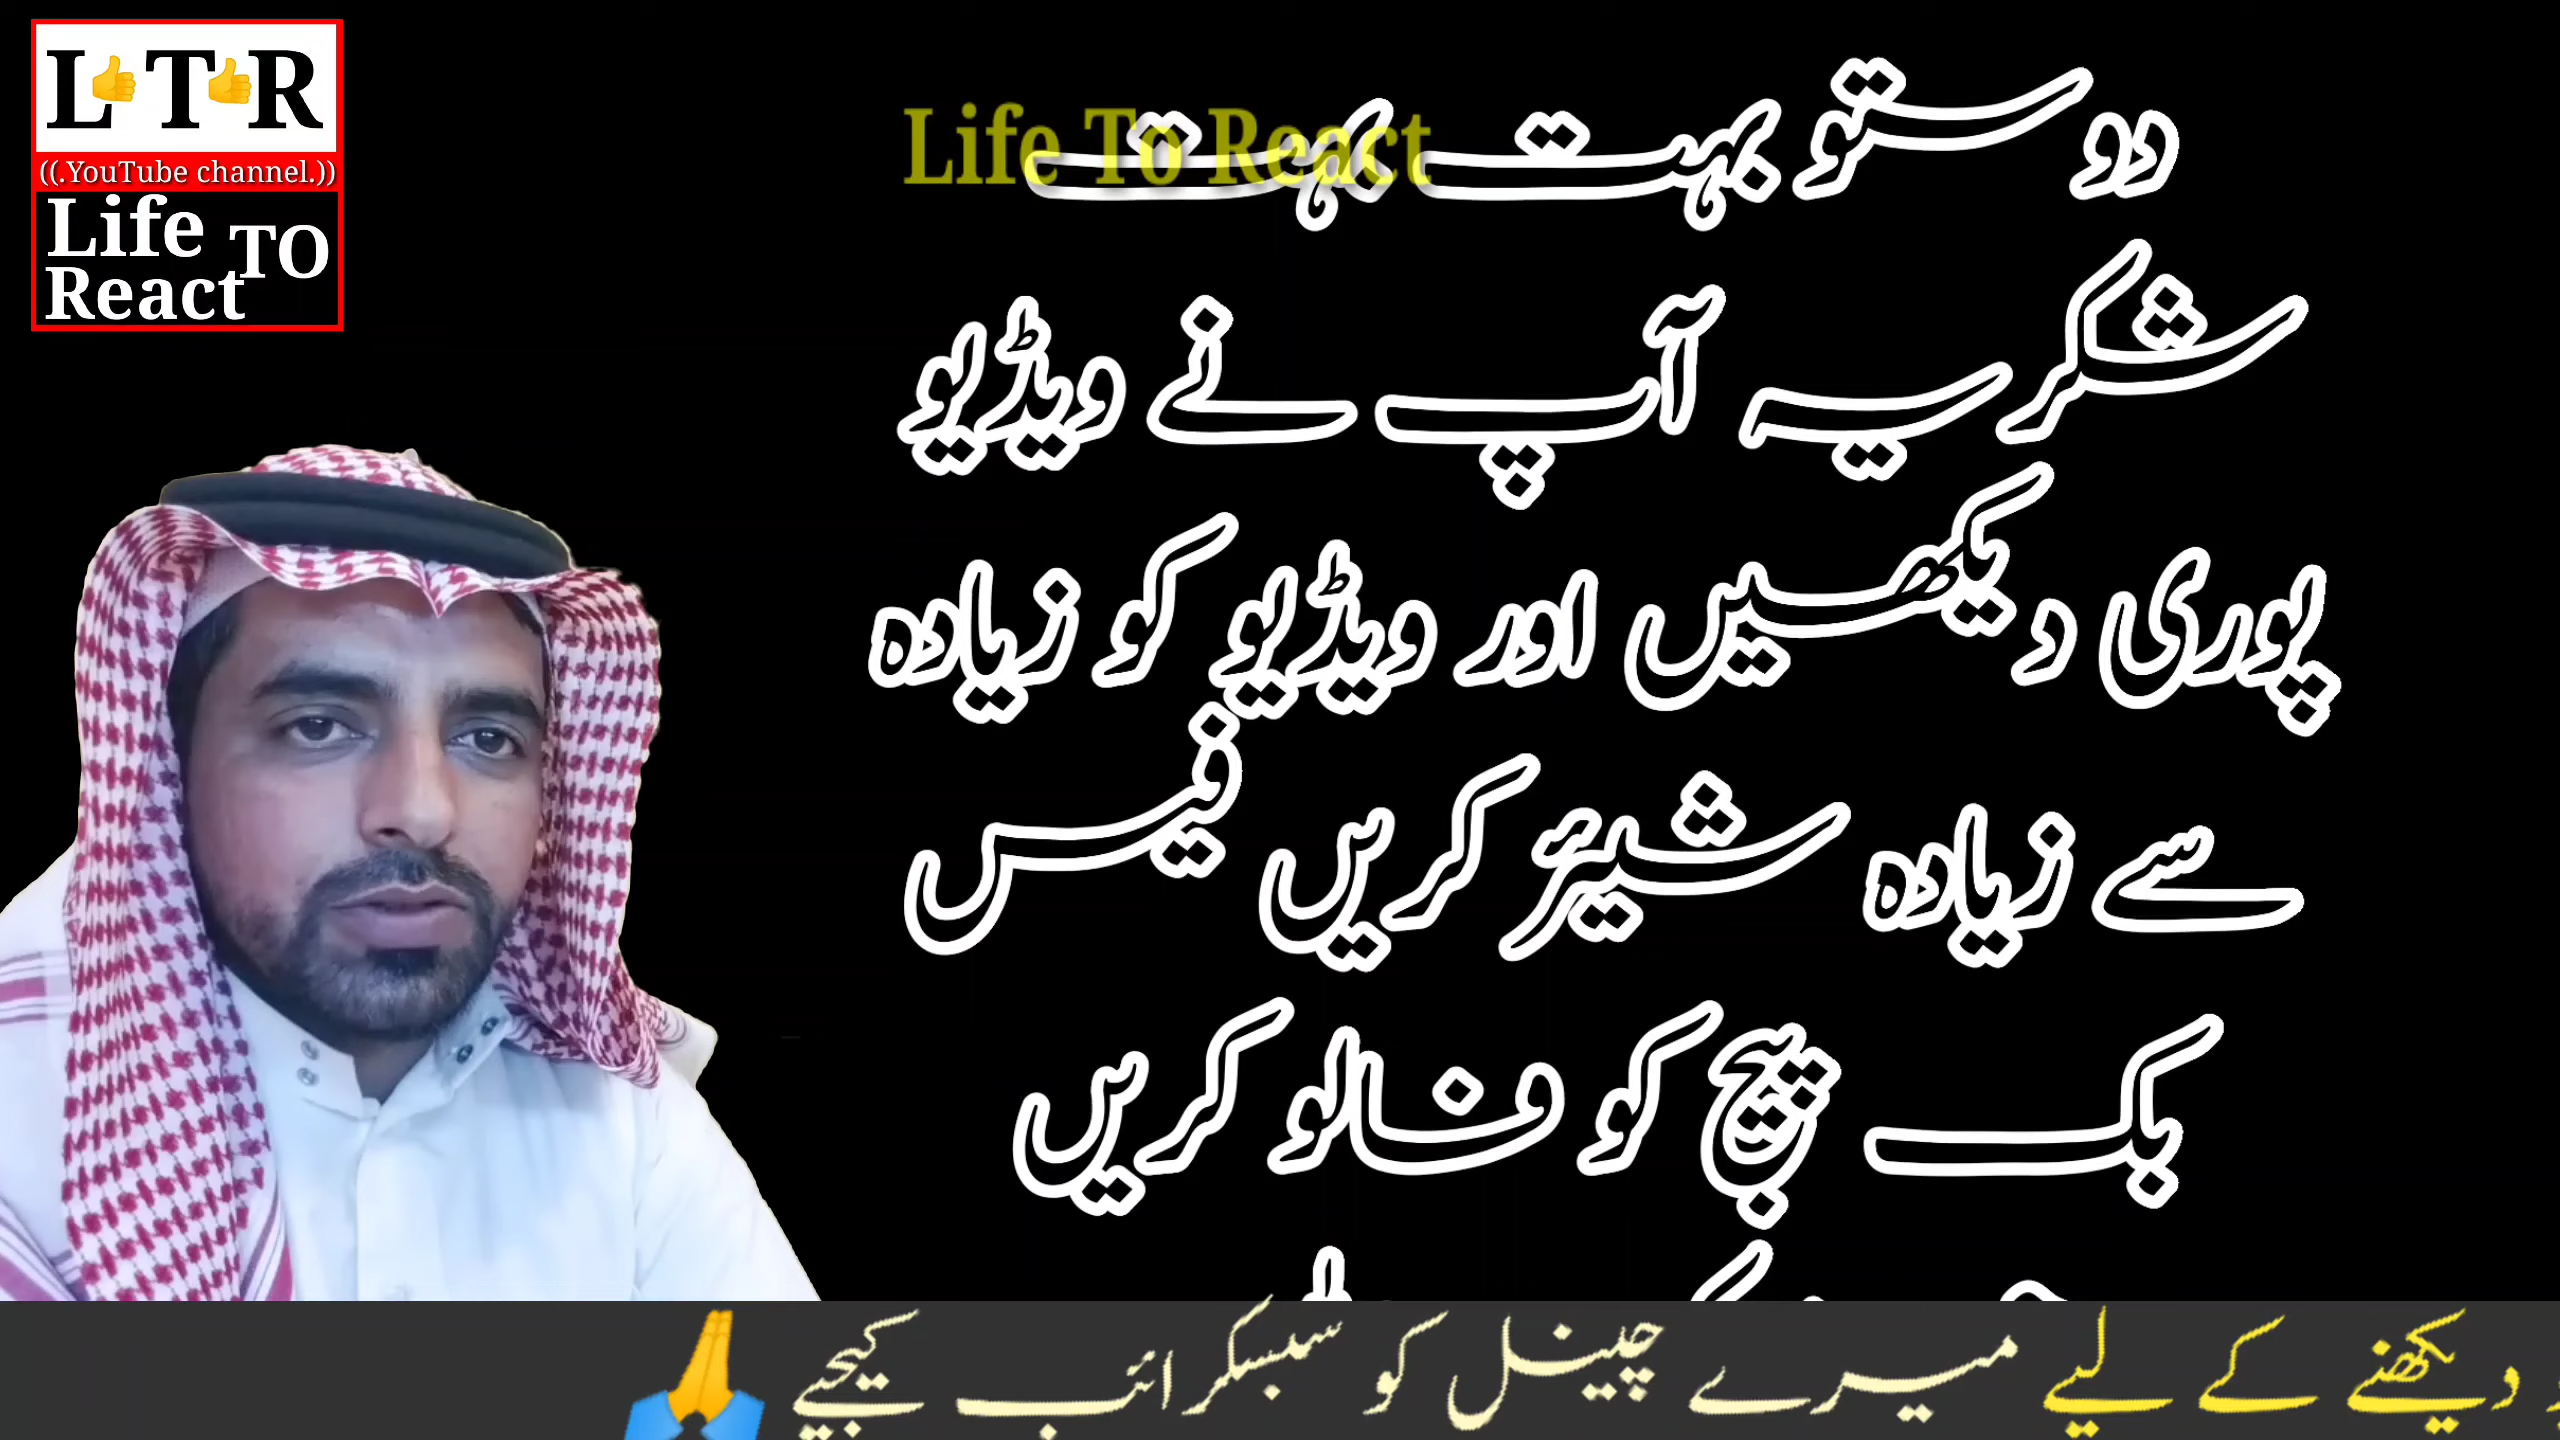 L👍T👍R
((.YouTube channel.))
Life TO
React
Life To React
دوستو بہت بہت
شکریہ آپ نے ویڈیو
پوری دیکھیں اور ویڈیو کو زیادہ
سے زیادہ شیئر کریں فیس
بک پیج کو فالو کریں
دیکھنے کے لیے میرے چینل کو سبسکرائب کیجیے 🙏